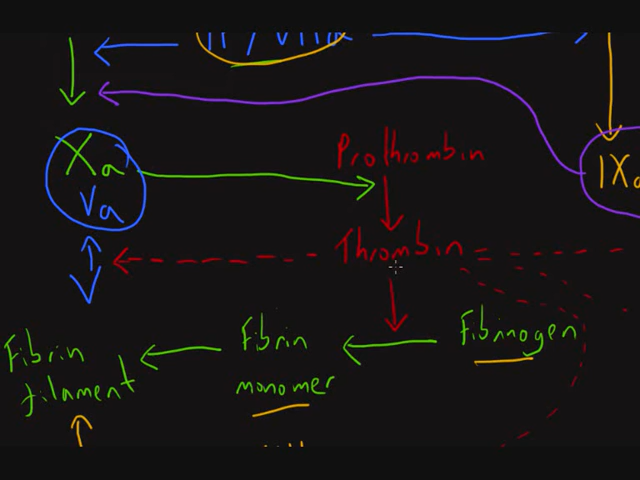 Prothrombin
Xa
IXa
Va
Thrombin
V
Fibrinogen
Fibrin
monomer
Fibrin
filament